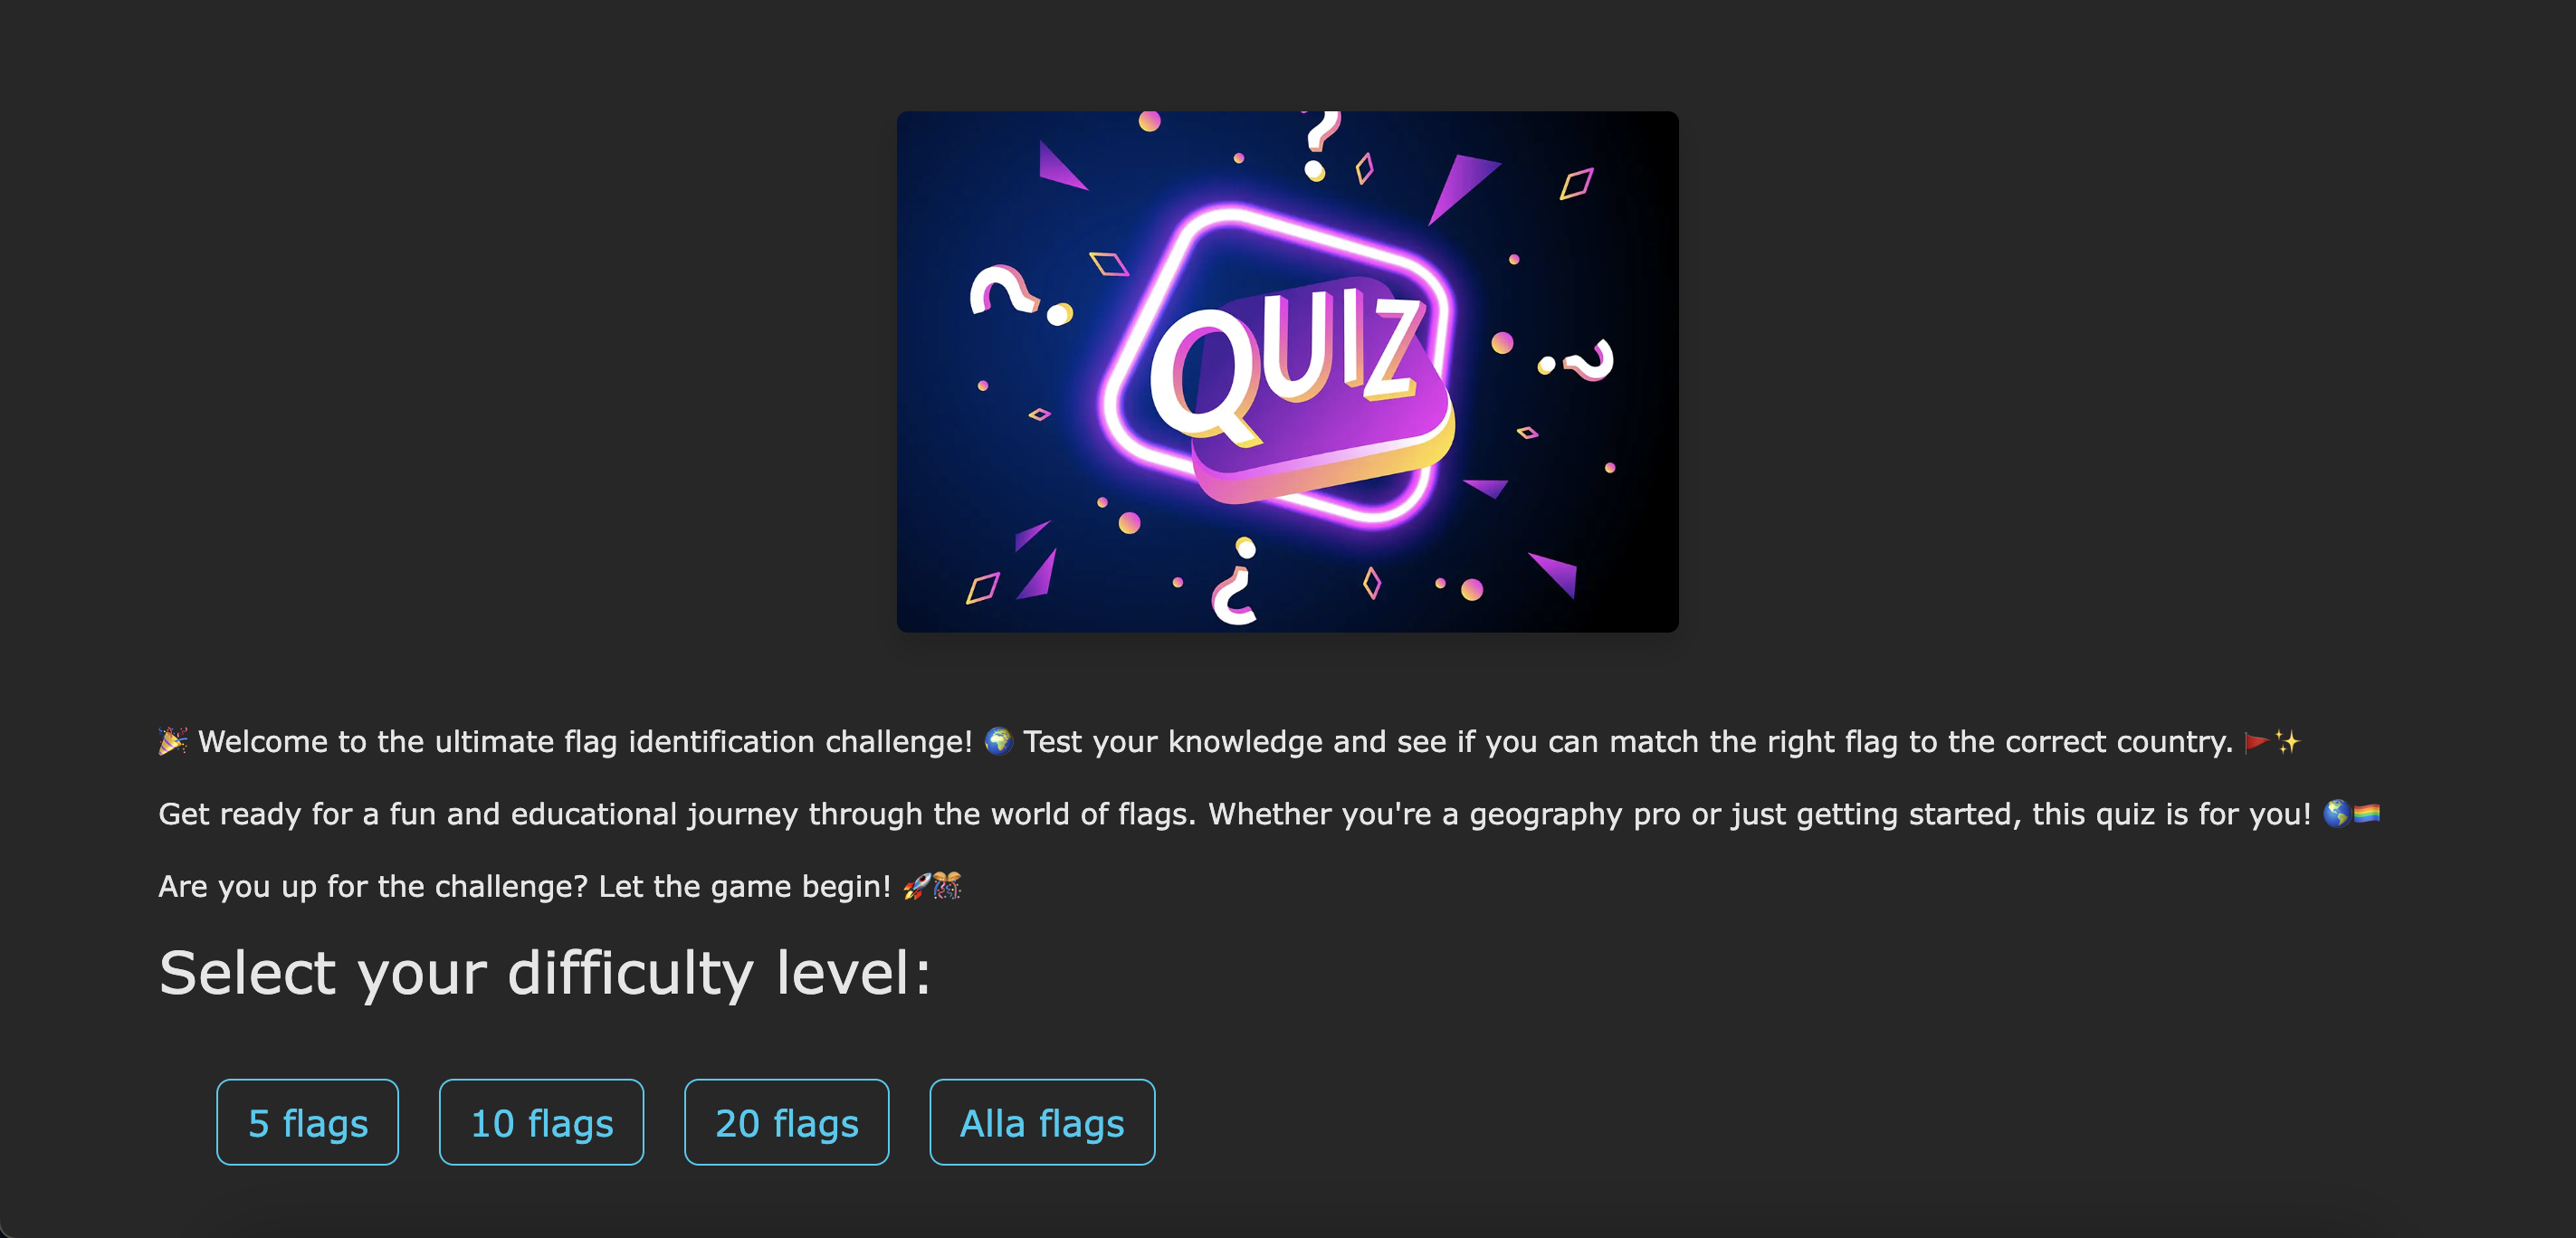 QUIZ
🎉 Welcome to the ultimate flag identification challenge! 🌍 Test your knowledge and see if you can match the right flag to the correct country. 🚩✨
Get ready for a fun and educational journey through the world of flags. Whether you're a geography pro or just getting started, this quiz is for you! 🌎🏳️‍🌈
Are you up for the challenge? Let the game begin! 🚀🎊
Select your difficulty level:
5 flags
10 flags
20 flags
Alla flags